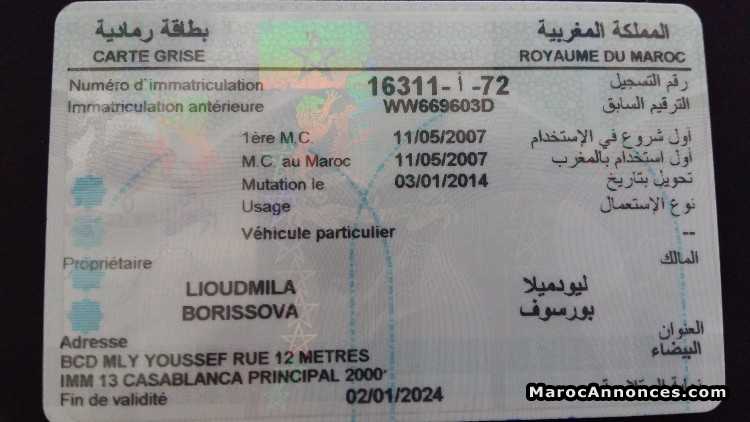 بطاقة رمادية المملكة المغربية
CARTE GRISE ROYAUME DU MAROC
Numéro d'immatriculation 16311- أ -72 رقم التسجيل
Immatriculation antérieure WW669603D الترقيم السابق
1ère M.C. 11/05/2007 أول شروع في الإستخدام
M.C. au Maroc 11/05/2007 أول استخدام بالمغرب
Mutation le 03/01/2014 تحويل بتاريخ
Usage نوع الإستعمال
Véhicule particulier --
Propriétaire المالك
LIOUDMILA ليودميلا
BORISSOVA بورسوف
Adresse العنوان
البيضاء
BCD MLY YOUSSEF RUE 12 METRES
IMM 13 CASABLANCA PRINCIPAL 2000
Fin de validité 02/01/2024
MarocAnnonces.com